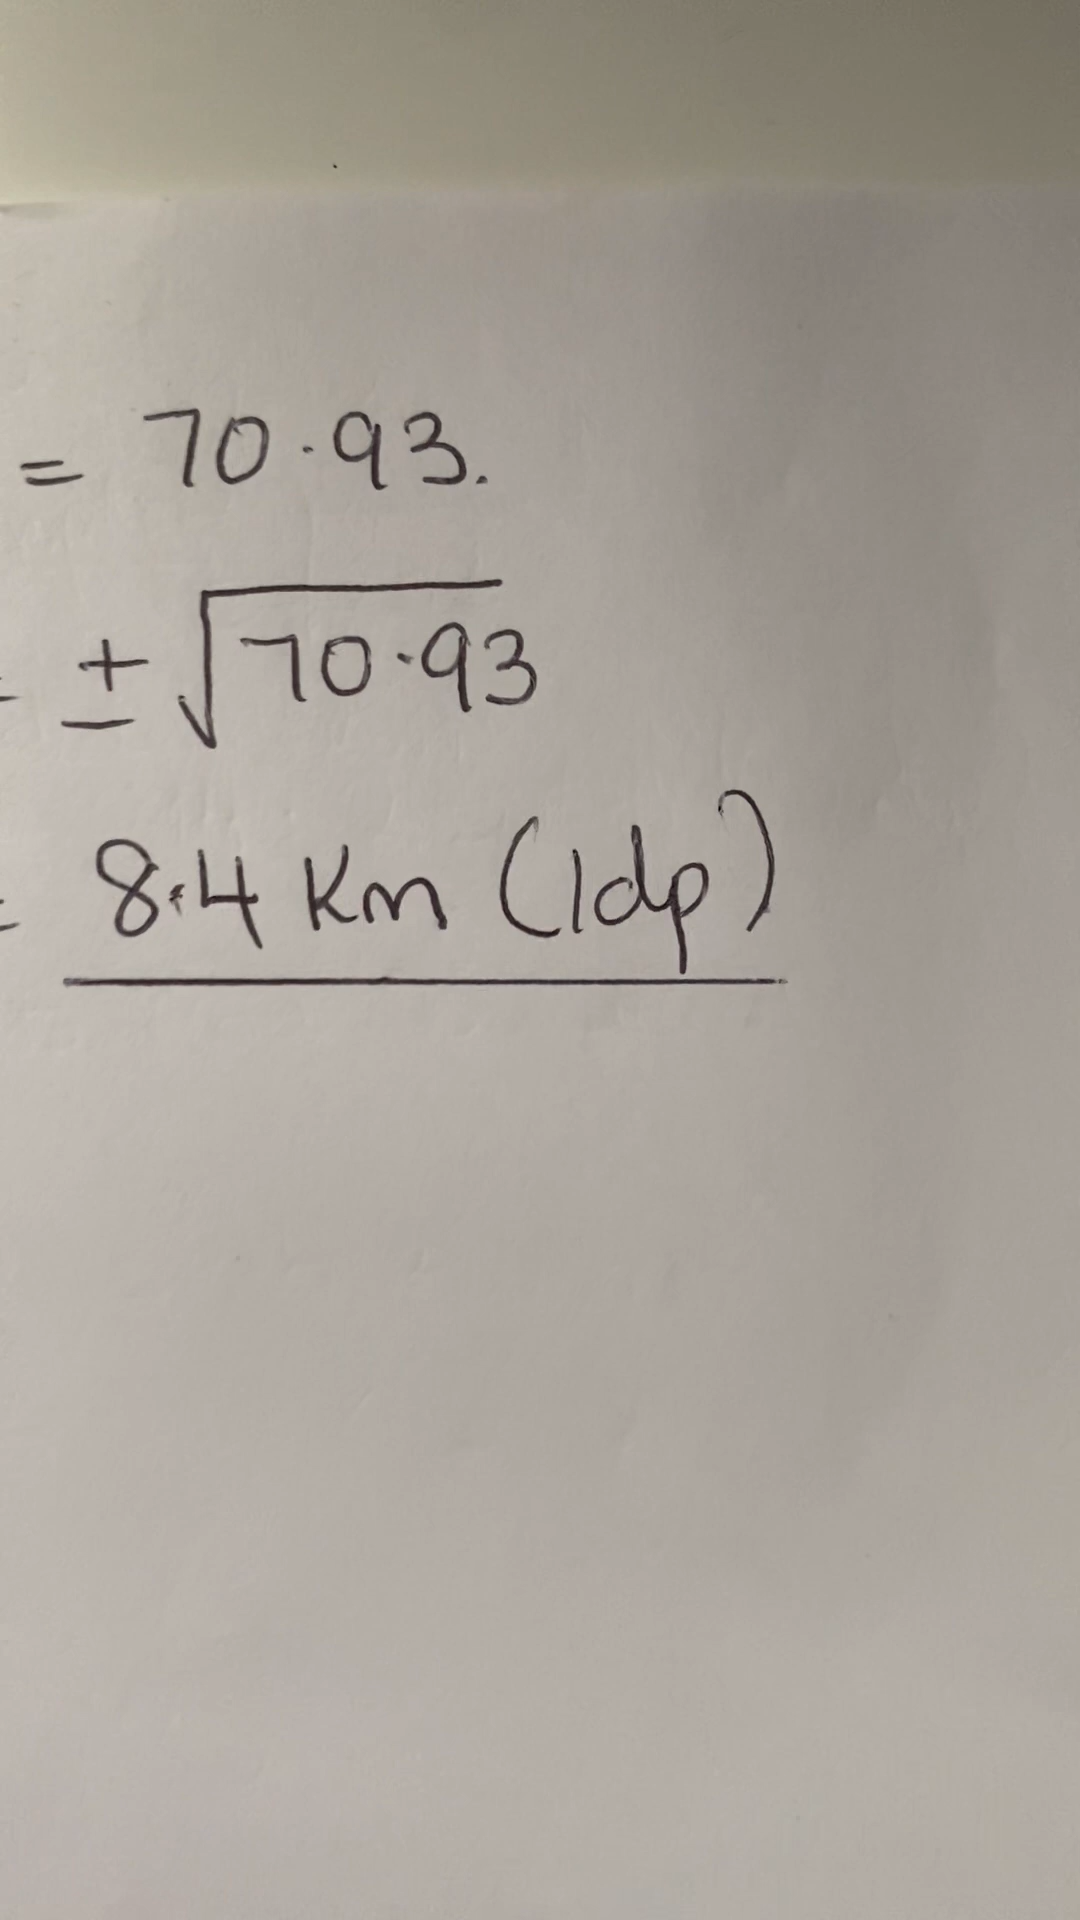 = 70.93.
= ± √70.93
= 8.4 Km (1dp)